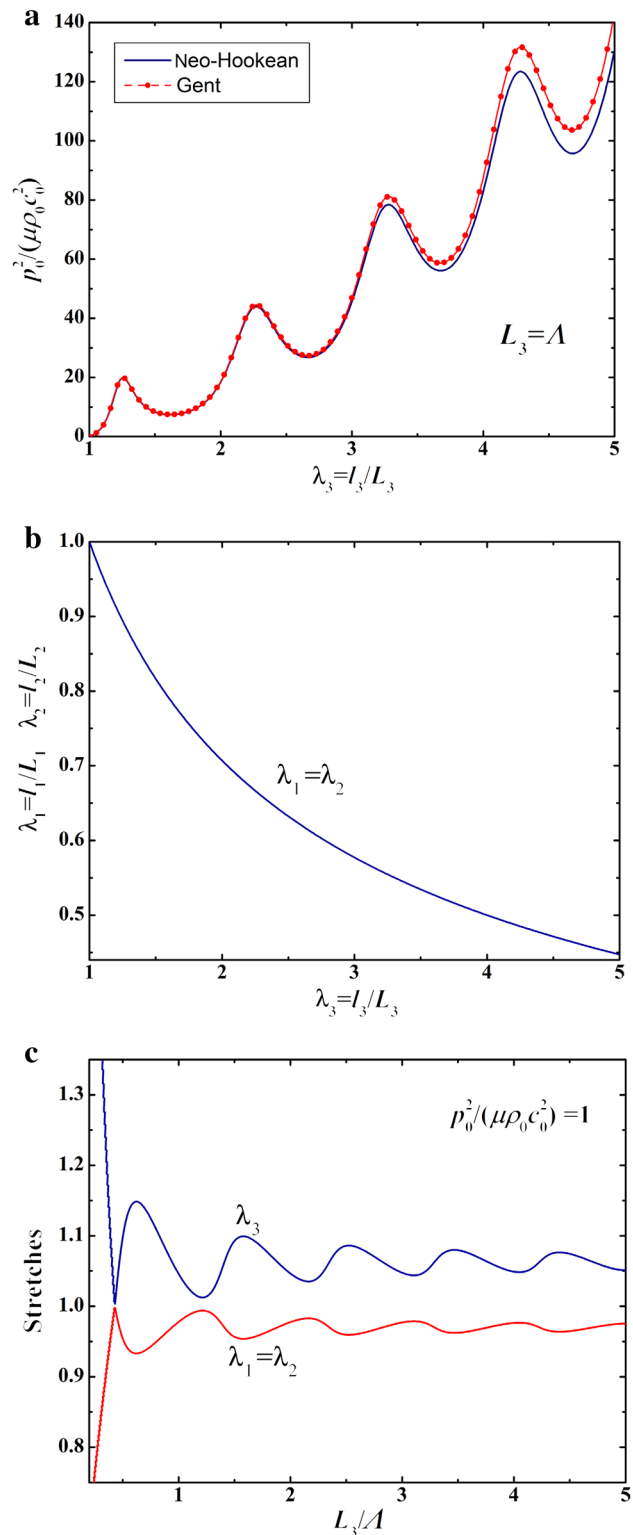 a
140
120
100
80
60
40
20
0
p₀²/(μρ₀c₀²)
Neo-Hookean
Gent
L₃=Λ
1 2 3 4 5
λ₃=l₃/L₃
b
1.0
0.9
0.8
0.7
0.6
0.5
λ₁=l₁/L₁ λ₂=l₂/L₂
λ₁=λ₂
1 2 3 4 5
λ₃=l₃/L₃
c
1.3
1.2
1.1
1.0
0.9
0.8
Stretches
p₀²/(μρ₀c₀²) =1
λ₃
λ₁=λ₂
1 2 3 4 5
L₃/Λ